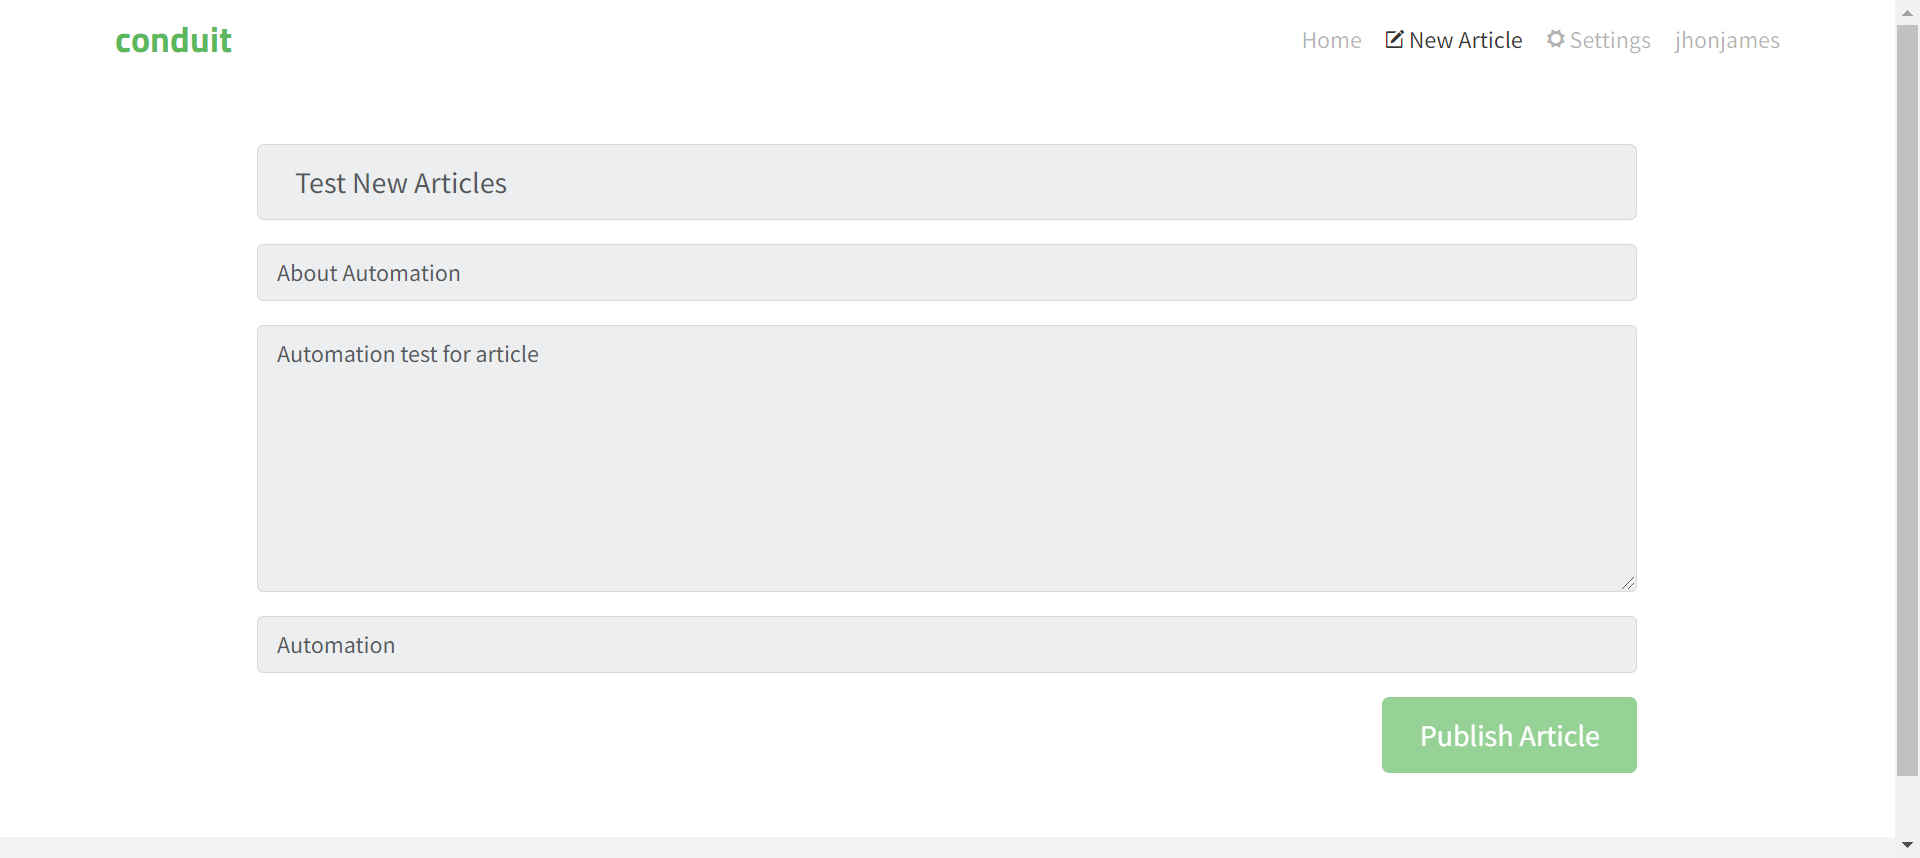 conduit
Home New Article Settings jhonjames
Test New Articles
About Automation
Automation test for article
Automation
Publish Article